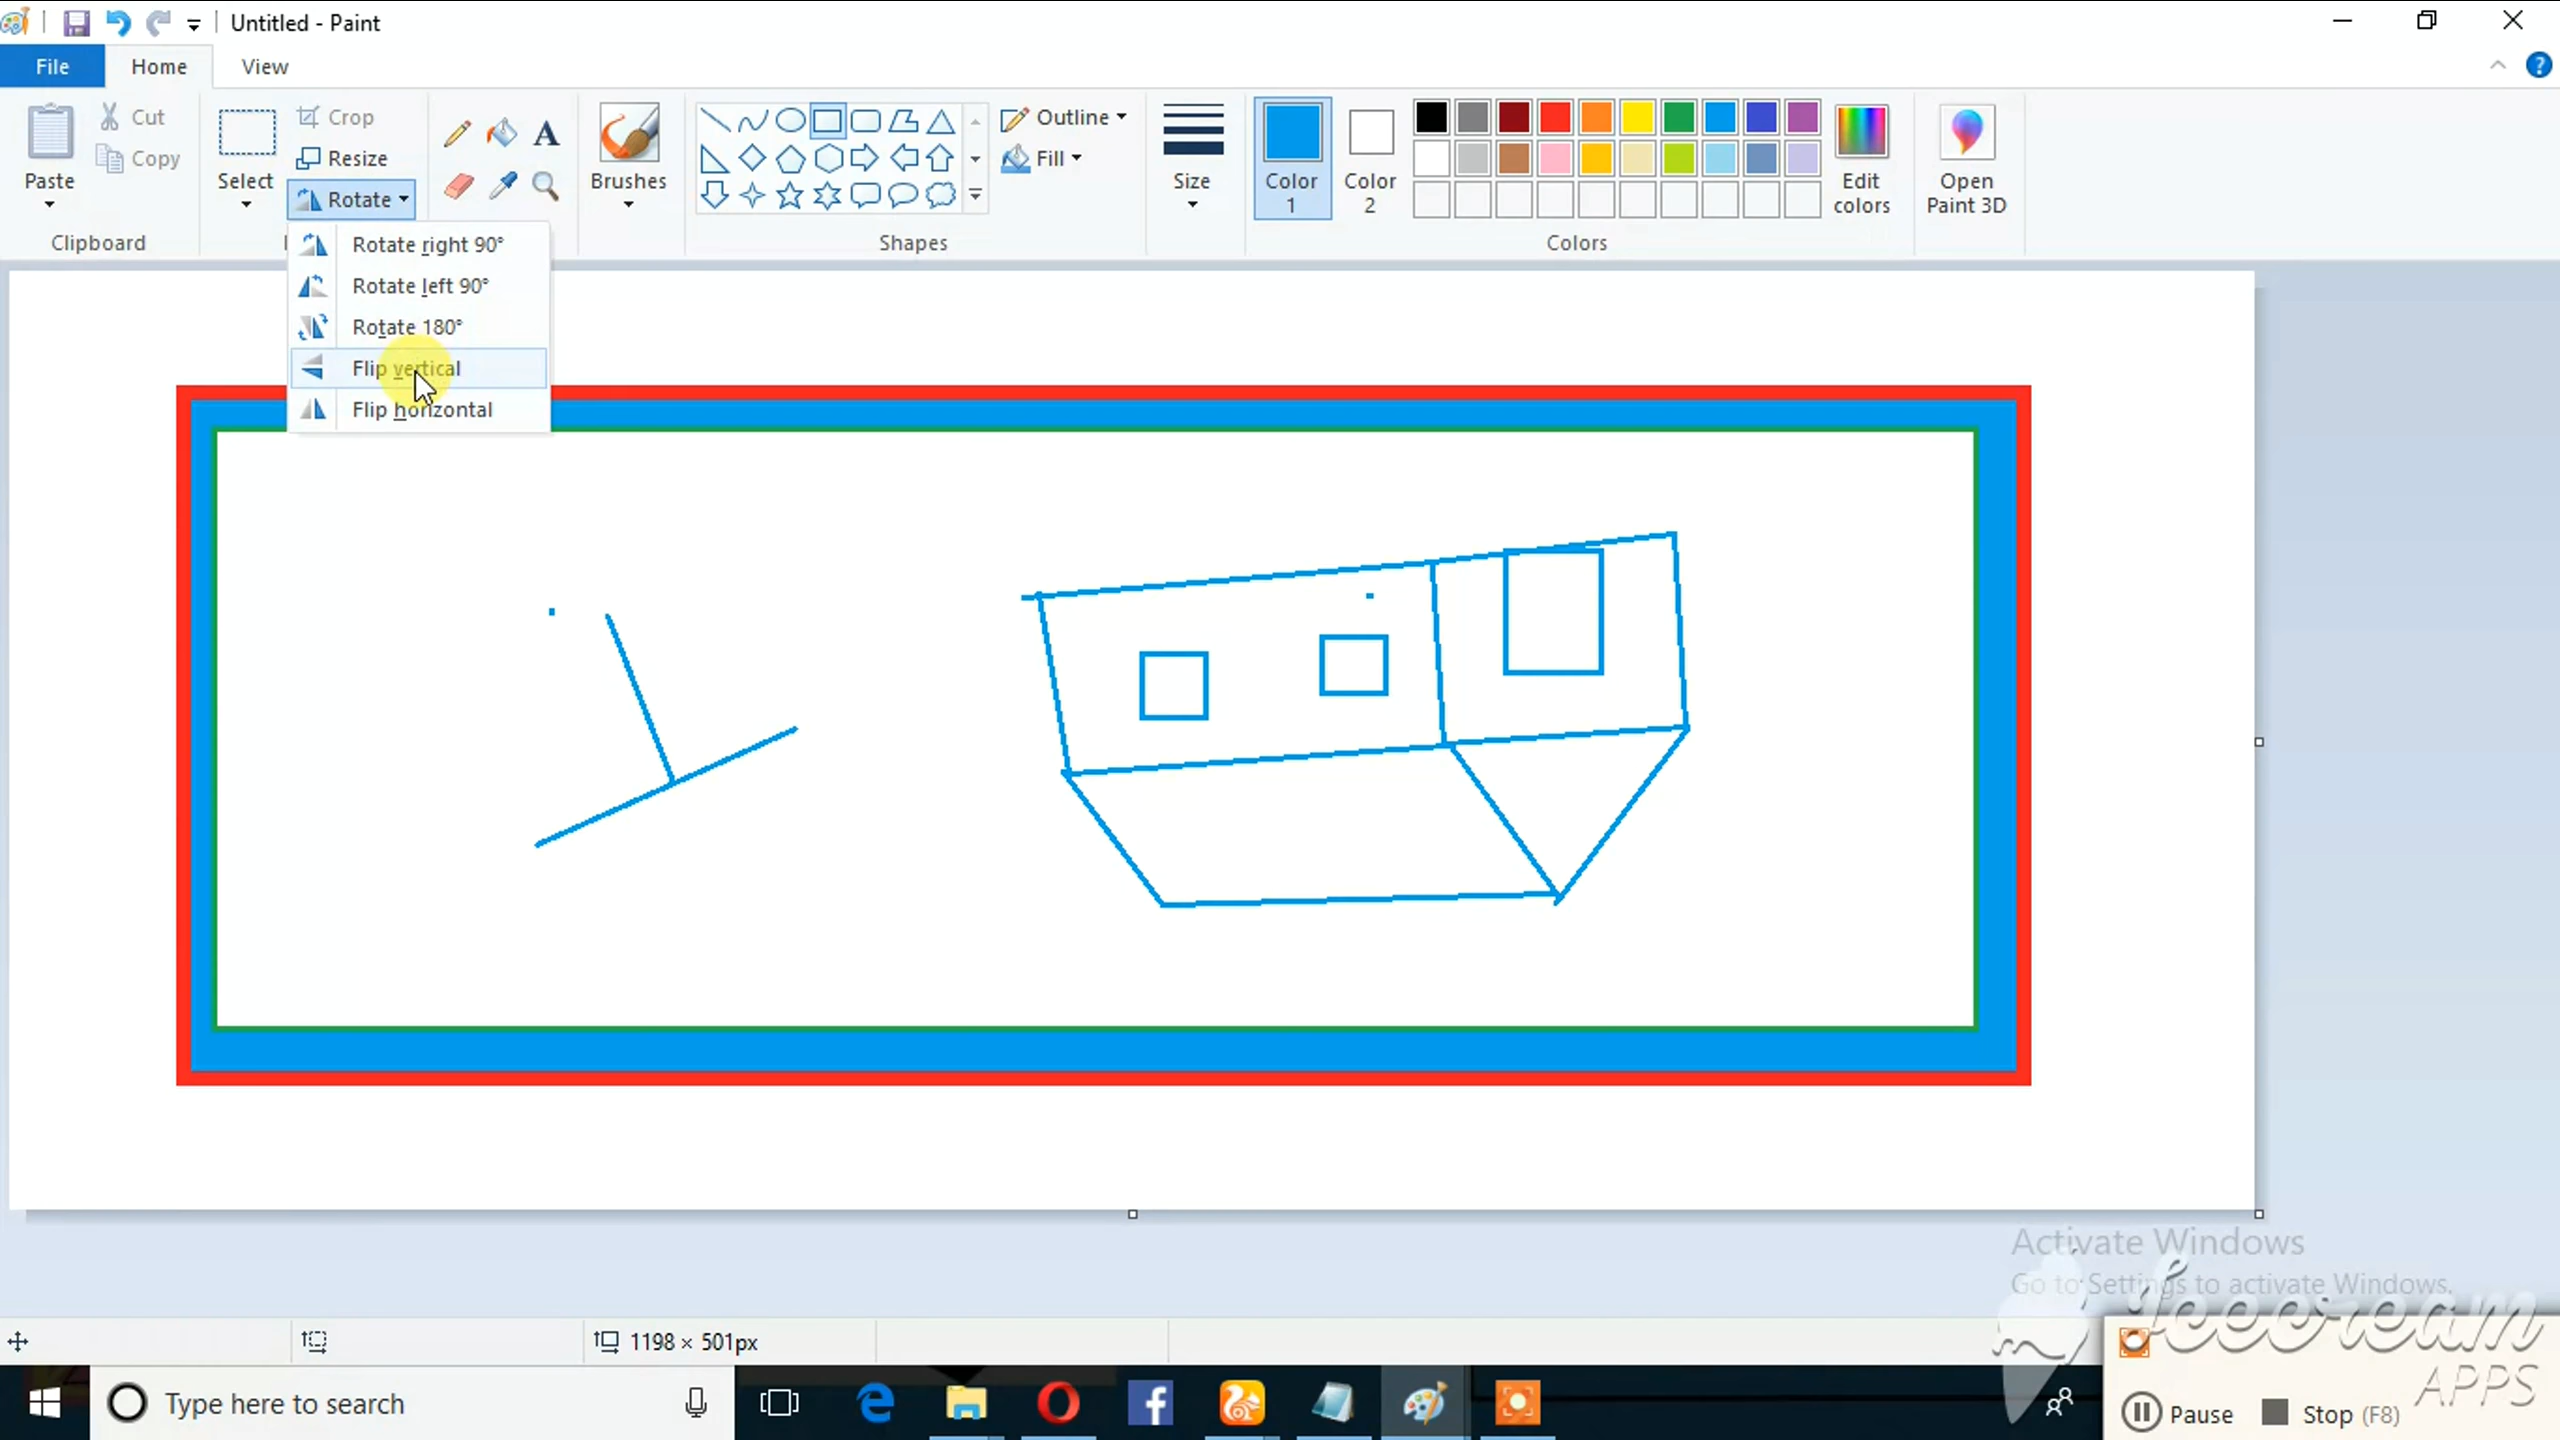 Untitled - Paint
File Home View
Paste Cut Copy Clipboard
Select Crop Resize Rotate
Brushes
Shapes
Outline
Fill
Size
Color 1
Color 2
Colors
Edit colors
Open Paint 3D
Rotate right 90°
Rotate left 90°
Rotate 180°
Flip vertical
Flip horizontal
Activate Windows
Go to Settings to activate Windows.
1198 × 501px
Icecream
APPS
Type here to search
Pause Stop (F8)